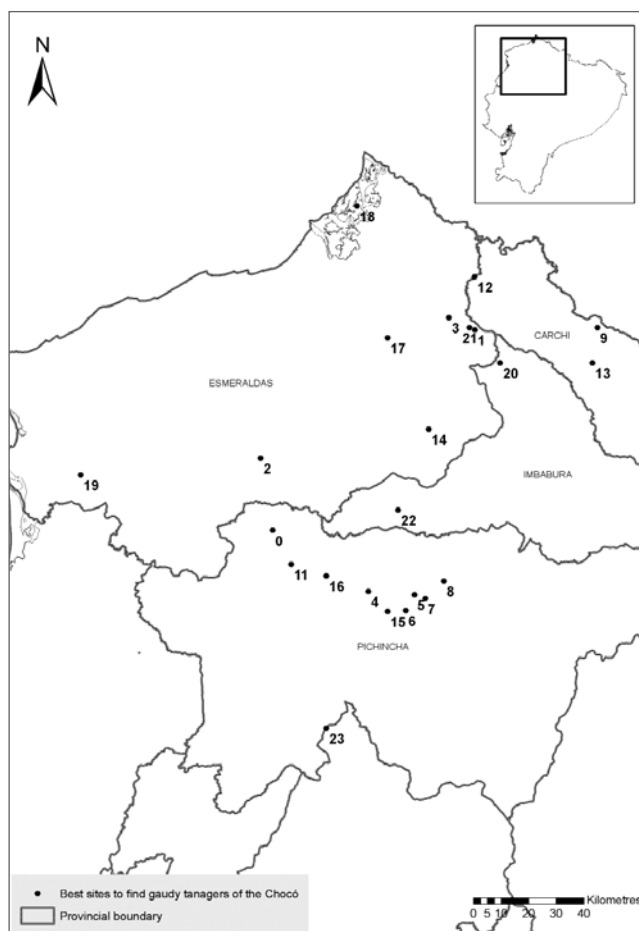 N
18
12
3
21
1
CARCHI
9
17
20
13
ESMERALDAS
14
2
19
IMBABURA
22
0
11
16
8
4
5
7
15
6
PICHINCHA
23
Best sites to find gaudy tanagers of the Chocó
Provincial boundary
Kilometres
0 5 10 20 30 40